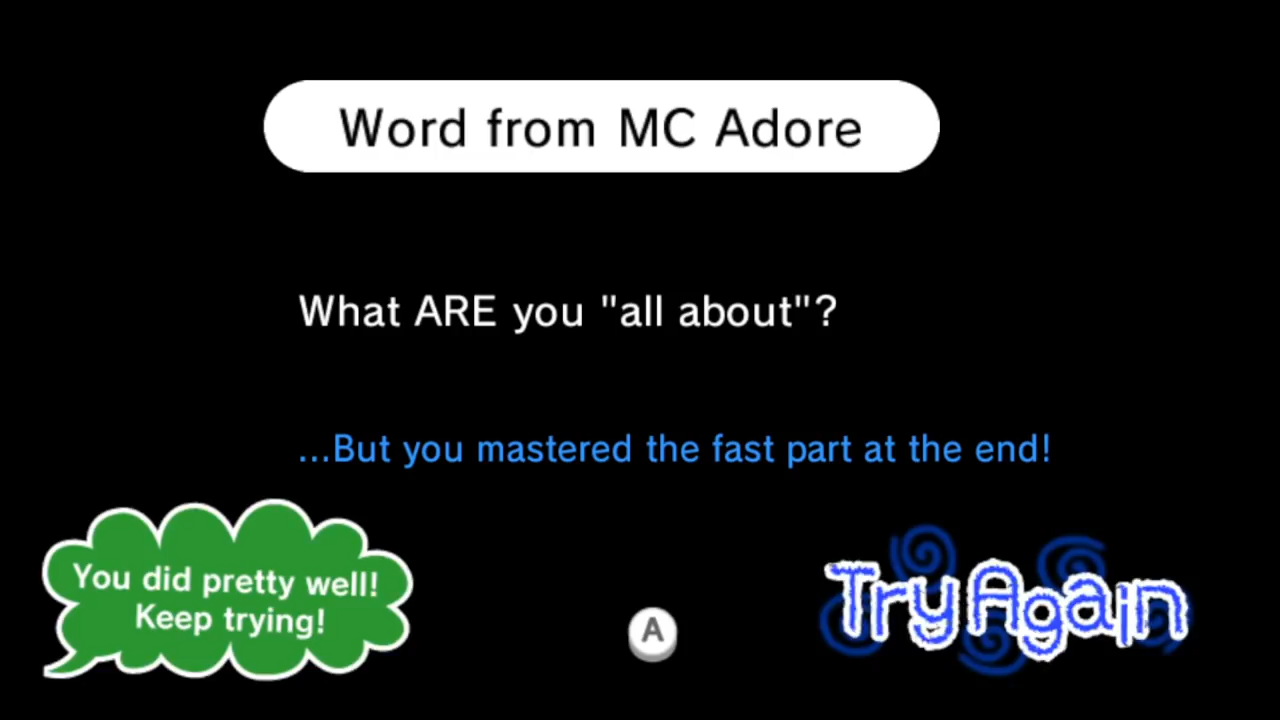 Word from MC Adore
What ARE you "all about"?
...But you mastered the fast part at the end!
You did pretty well!
Keep trying!
A
Try Again